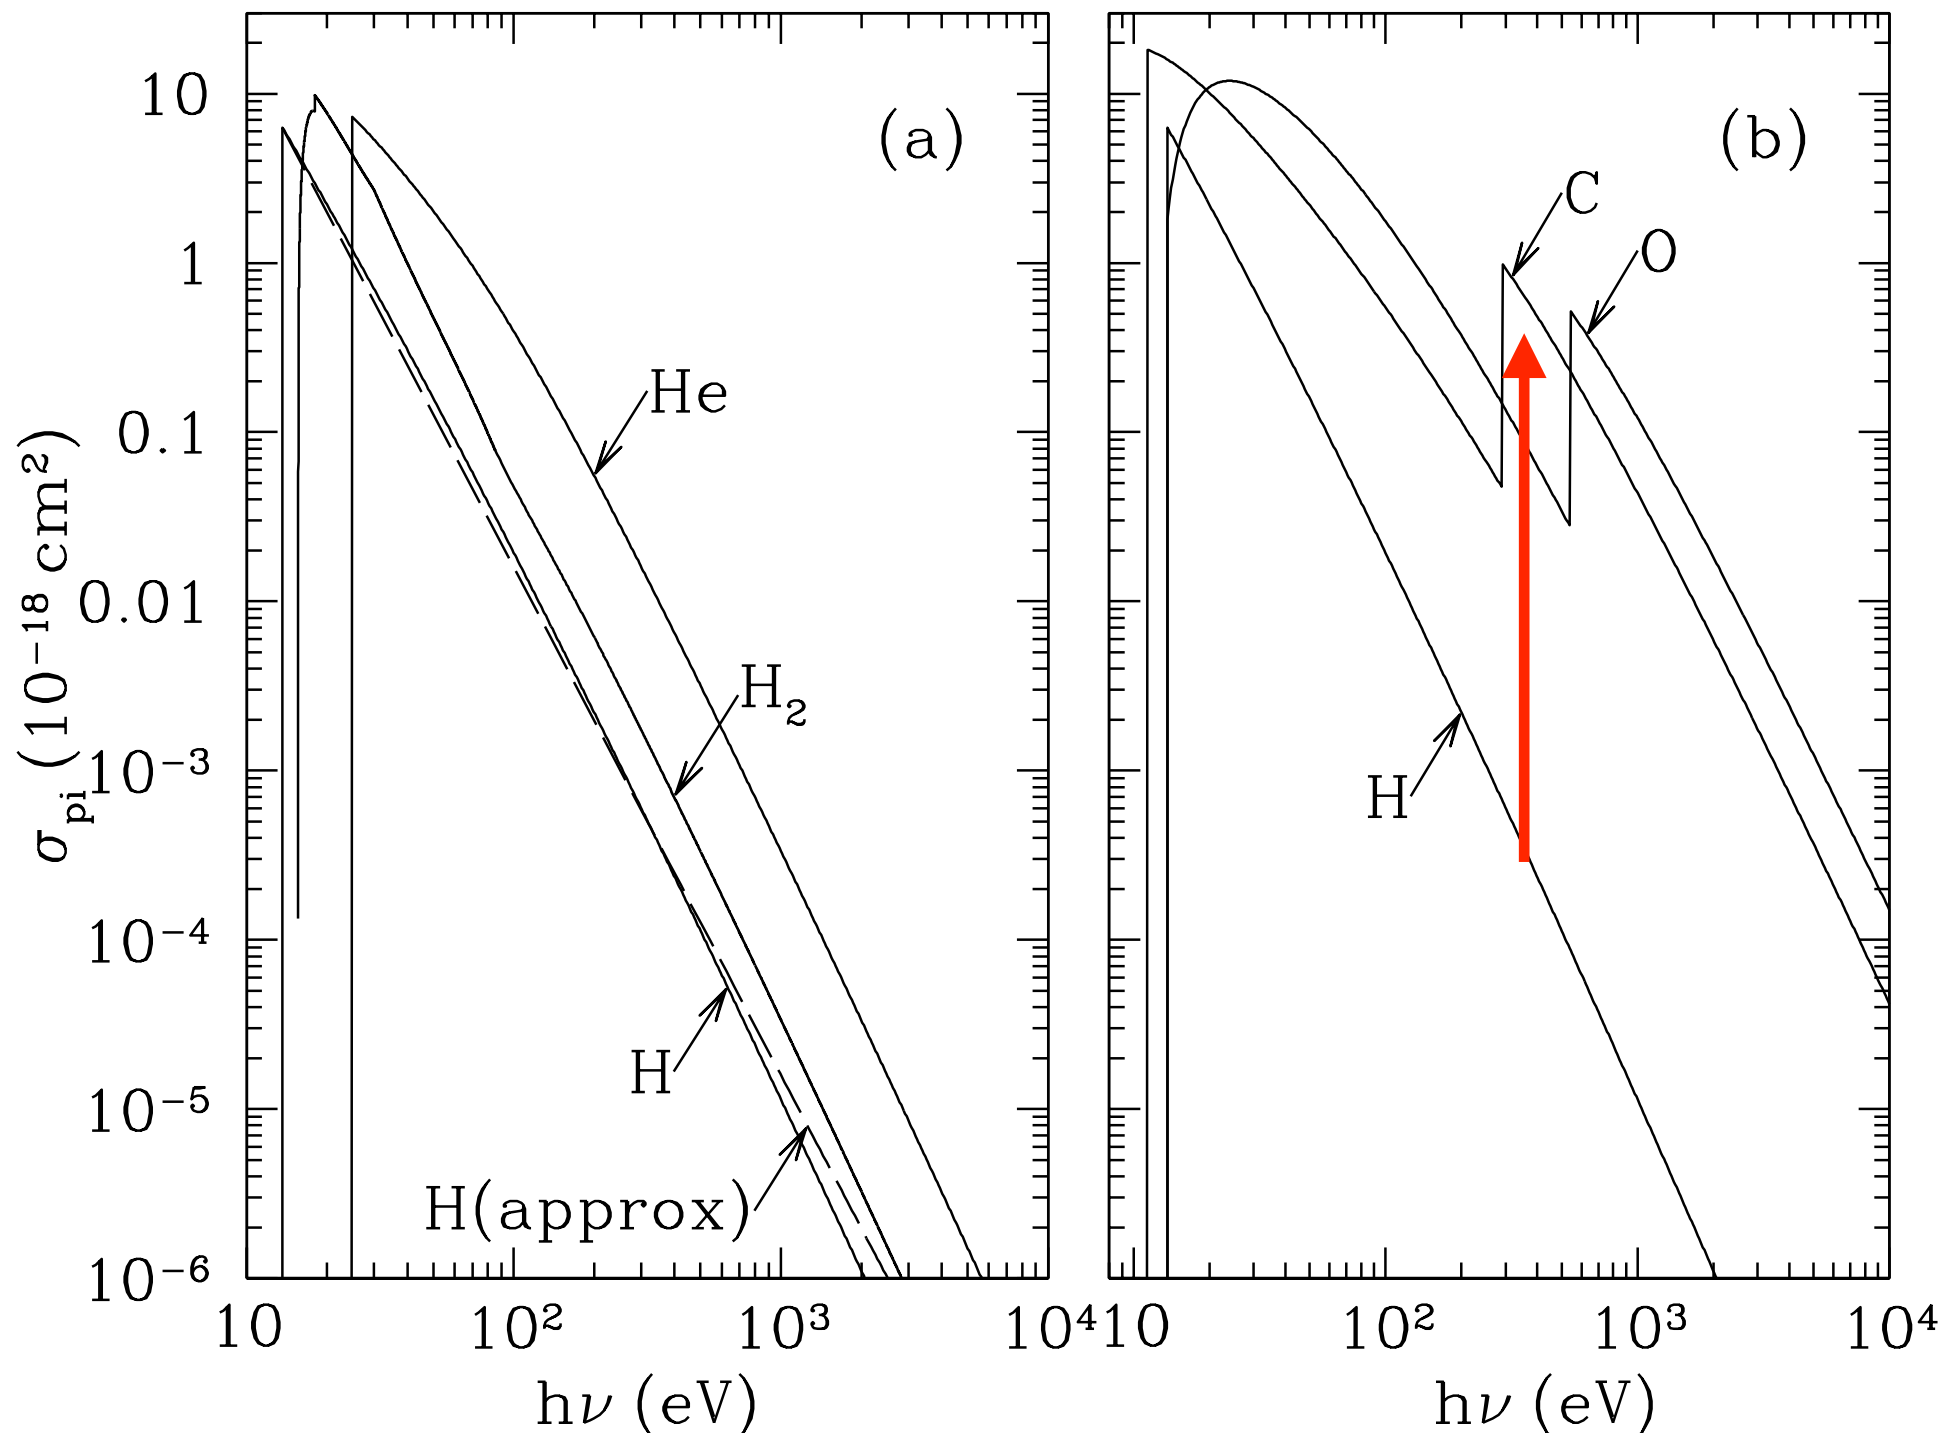 (a)
(b)
C
O
He
H₂
H
H
H(approx)
10
1
0.1
0.01
10⁻³
10⁻⁴
10⁻⁵
10⁻⁶
σₚᵢ (10⁻¹⁸ cm²)
10 10² 10³ 10⁴
10 10² 10³ 10⁴
hν (eV)
hν (eV)